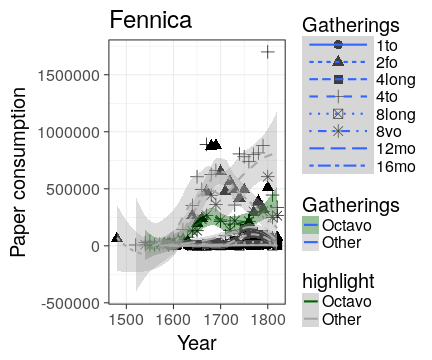 Fennica
Paper consumption
1500000
1000000
500000
0
-500000
1500
1600
1700
1800
Year
Gatherings
1to
2fo
4long
4to
8long
8vo
12mo
16mo
Gatherings
Octavo
Other
highlight
Octavo
Other